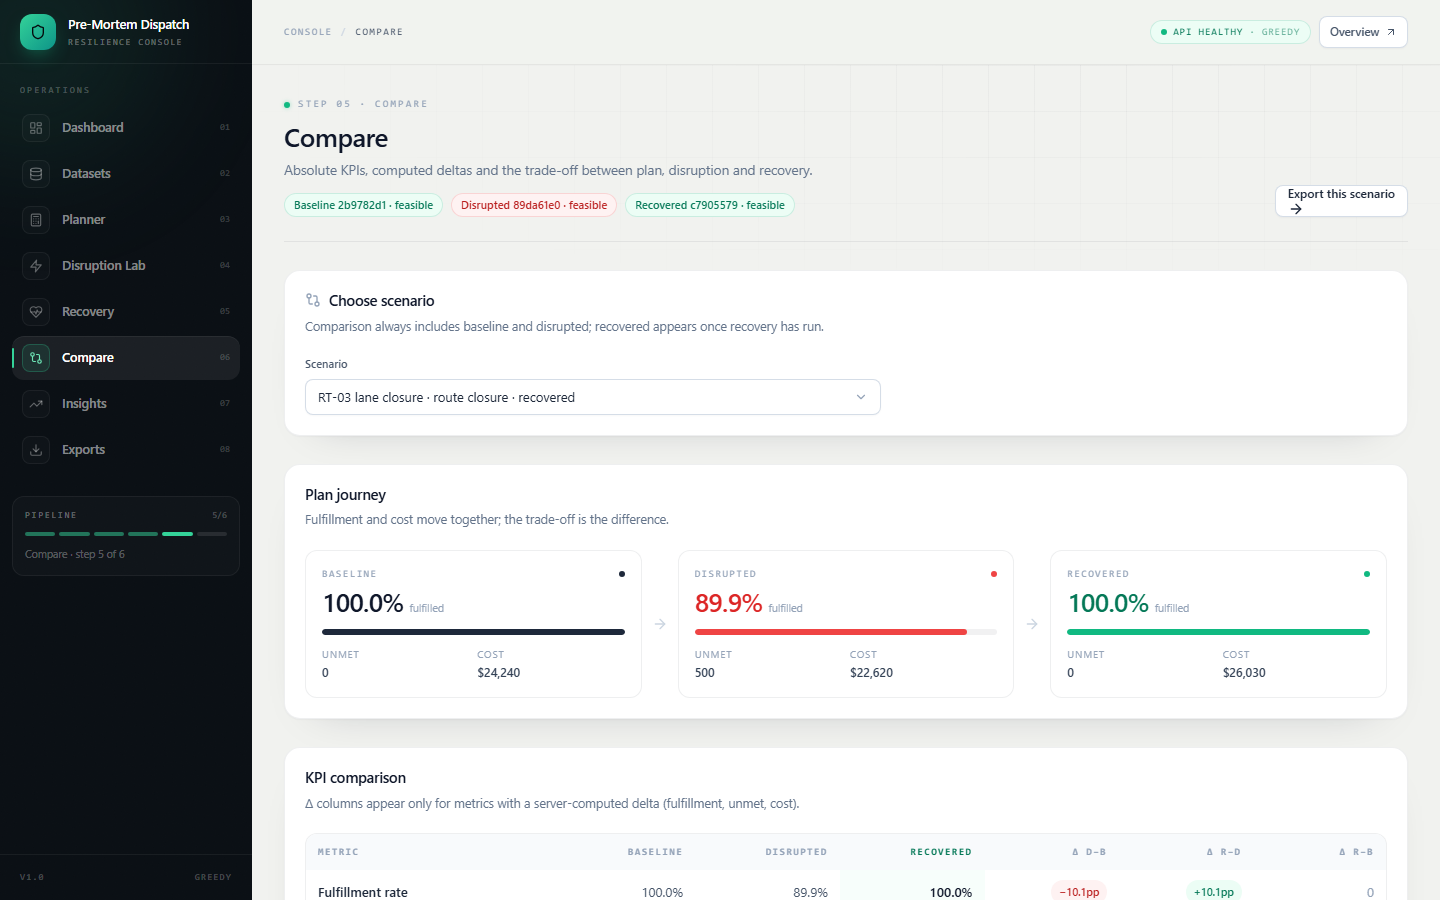 Pre-Mortem Dispatch
RESILIENCE CONSOLE
OPERATIONS
Dashboard 01
Datasets 02
Planner 03
Disruption Lab 04
Recovery 05
Compare 06
Insights 07
Exports 08
PIPELINE 5/6
Compare · step 5 of 6
V1.0 GREEDY
CONSOLE / COMPARE
API HEALTHY · GREEDY
Overview ↗
STEP 05 · COMPARE
Compare
Absolute KPIs, computed deltas and the trade-off between plan, disruption and recovery.
Baseline 2b9782d1 · feasible
Disrupted 89da61e0 · feasible
Recovered c7905579 · feasible
Export this scenario
→
Choose scenario
Comparison always includes baseline and disrupted; recovered appears once recovery has run.
Scenario
RT-03 lane closure · route closure · recovered
Plan journey
Fulfillment and cost move together; the trade-off is the difference.
BASELINE
100.0% fulfilled
UNMET COST
0 $24,240
→
DISRUPTED
89.9% fulfilled
UNMET COST
500 $22,620
→
RECOVERED
100.0% fulfilled
UNMET COST
0 $26,030
KPI comparison
Δ columns appear only for metrics with a server-computed delta (fulfillment, unmet, cost).
METRIC BASELINE DISRUPTED RECOVERED Δ D-B Δ R-D Δ R-B
Fulfillment rate 100.0% 89.9% 100.0% −10.1pp +10.1pp 0